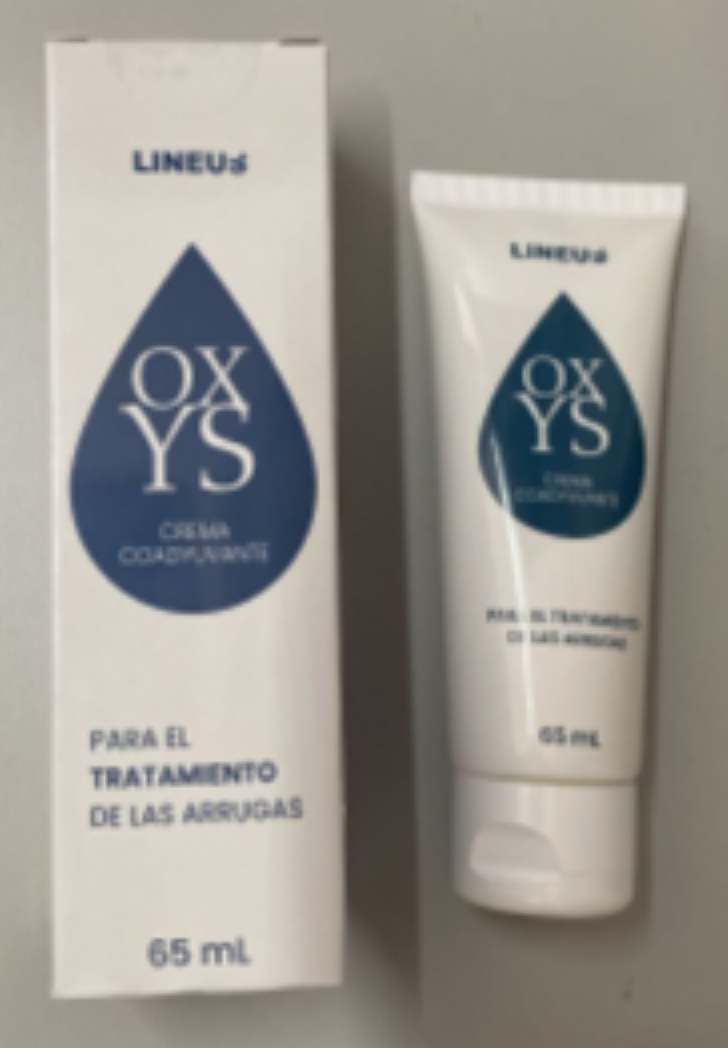 LINEUS
OX
YS
CREMA
COADYUVANTE
PARA EL
TRATAMIENTO
DE LAS ARRUGAS
65 mL
LINEUS
OX
YS
CREMA
COADYUVANTE
PARA EL TRATAMIENTO
DE LAS ARRUGAS
65 mL